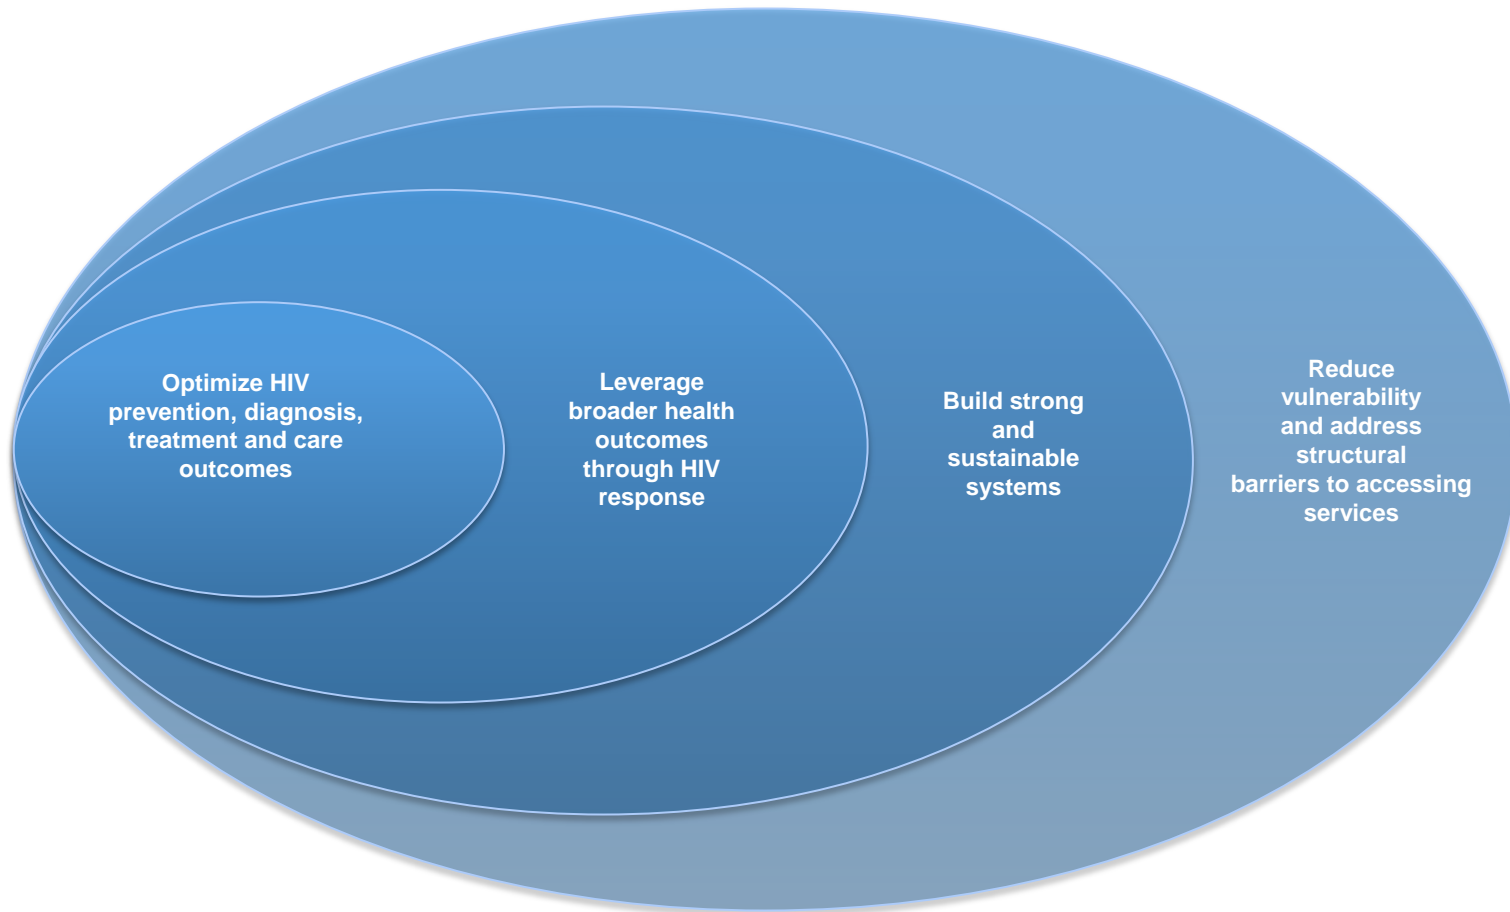 Optimize HIV
prevention, diagnosis,
treatment and care
outcomes
Leverage
broader health
outcomes
through HIV
response
Build strong
and
sustainable
systems
Reduce
vulnerability
and address
structural
barriers to accessing
services